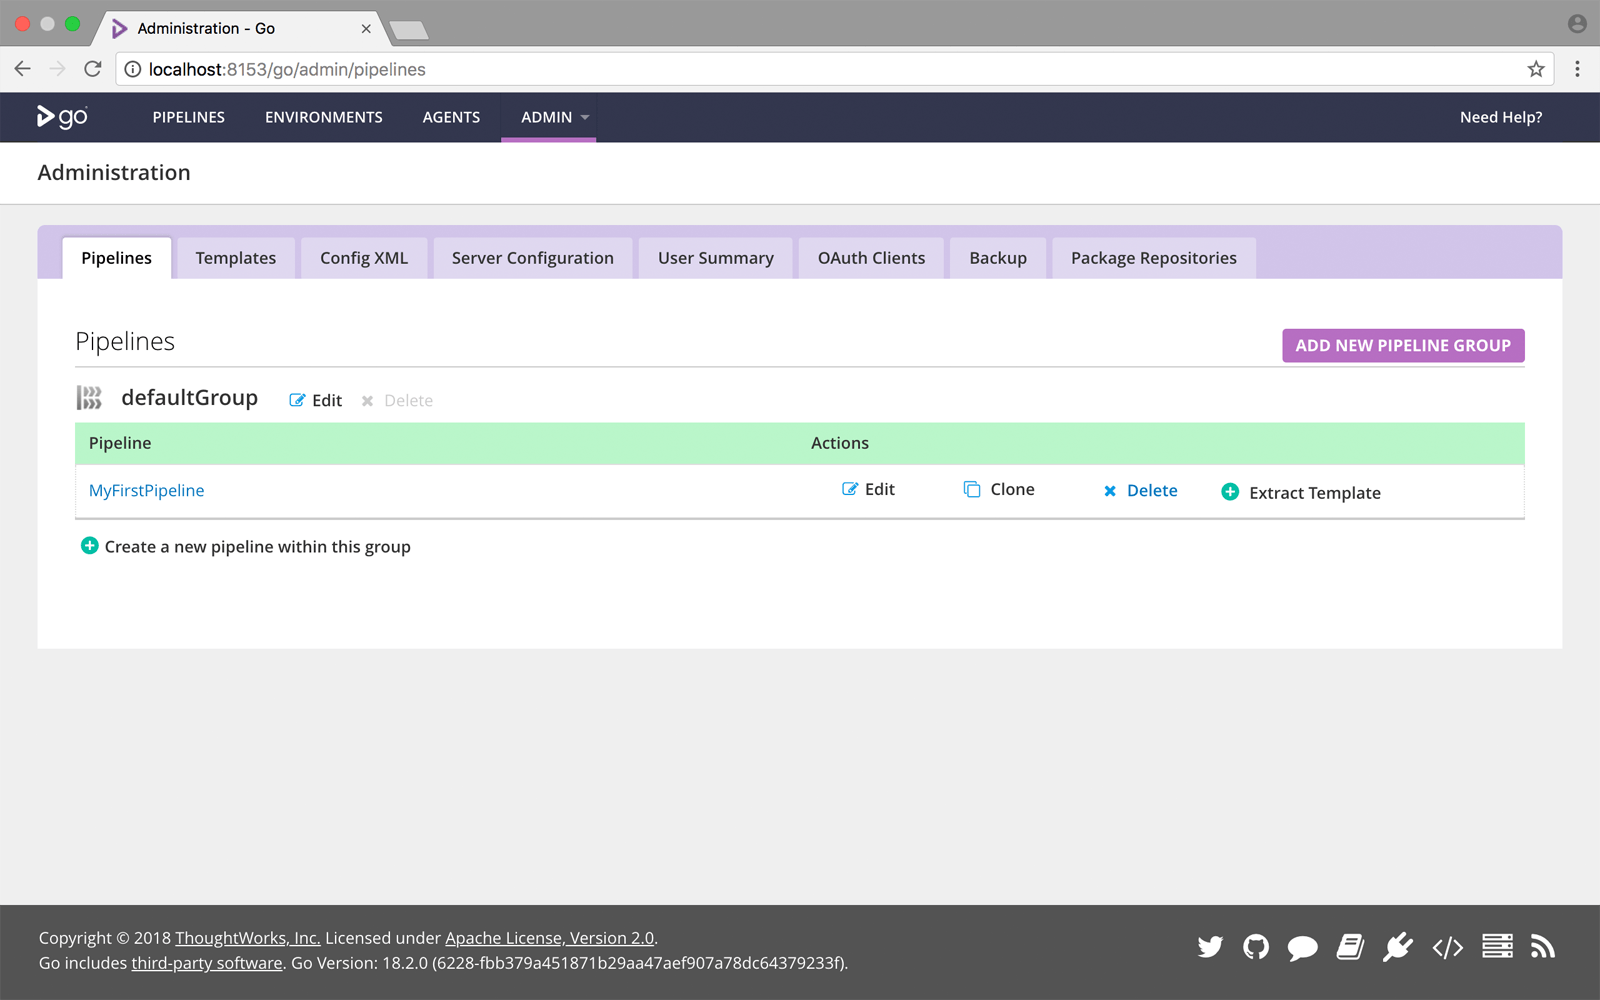 Administration - Go
localhost:8153/go/admin/pipelines
go PIPELINES ENVIRONMENTS AGENTS ADMIN Need Help?
Administration
Pipelines Templates Config XML Server Configuration User Summary OAuth Clients Backup Package Repositories
Pipelines ADD NEW PIPELINE GROUP
defaultGroup Edit Delete
Pipeline Actions
MyFirstPipeline Edit Clone Delete Extract Template
Create a new pipeline within this group
Copyright © 2018 ThoughtWorks, Inc. Licensed under Apache License, Version 2.0.
Go includes third-party software. Go Version: 18.2.0 (6228-fbb379a451871b29aa47aef907a78dc64379233f).